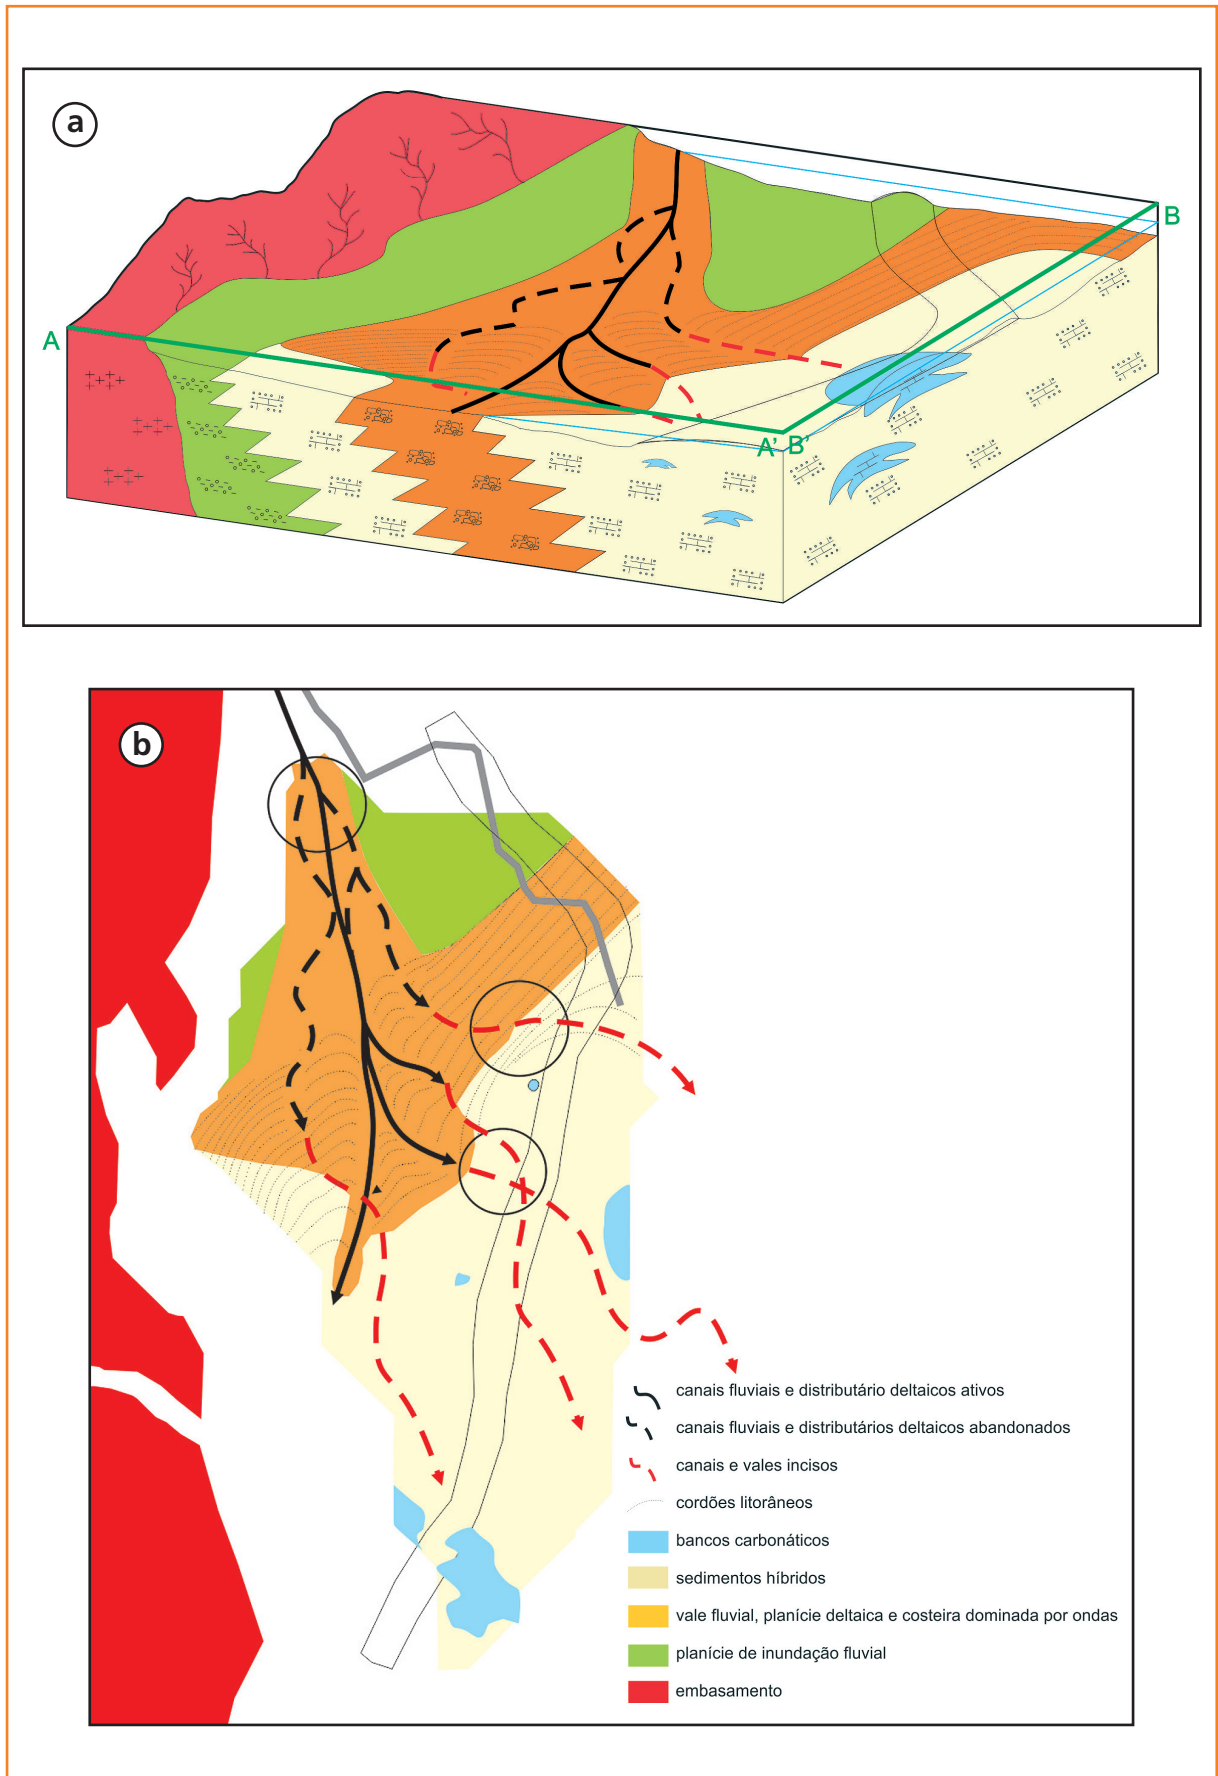 a
A
B
A' B'
b
canais fluviais e distributário deltaicos ativos
canais fluviais e distributários deltaicos abandonados
canais e vales incisos
cordões litorâneos
bancos carbonáticos
sedimentos híbridos
vale fluvial, planície deltaica e costeira dominada por ondas
planície de inundação fluvial
embasamento